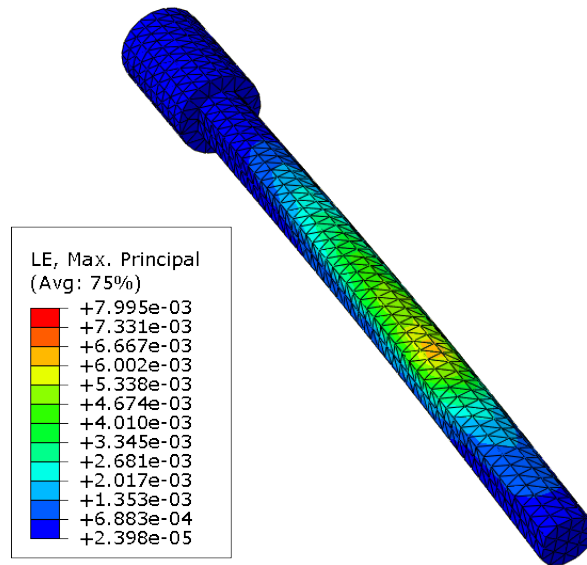 LE, Max. Principal
(Avg: 75%)
+7.995e-03
+7.331e-03
+6.667e-03
+6.002e-03
+5.338e-03
+4.674e-03
+4.010e-03
+3.345e-03
+2.681e-03
+2.017e-03
+1.353e-03
+6.883e-04
+2.398e-05